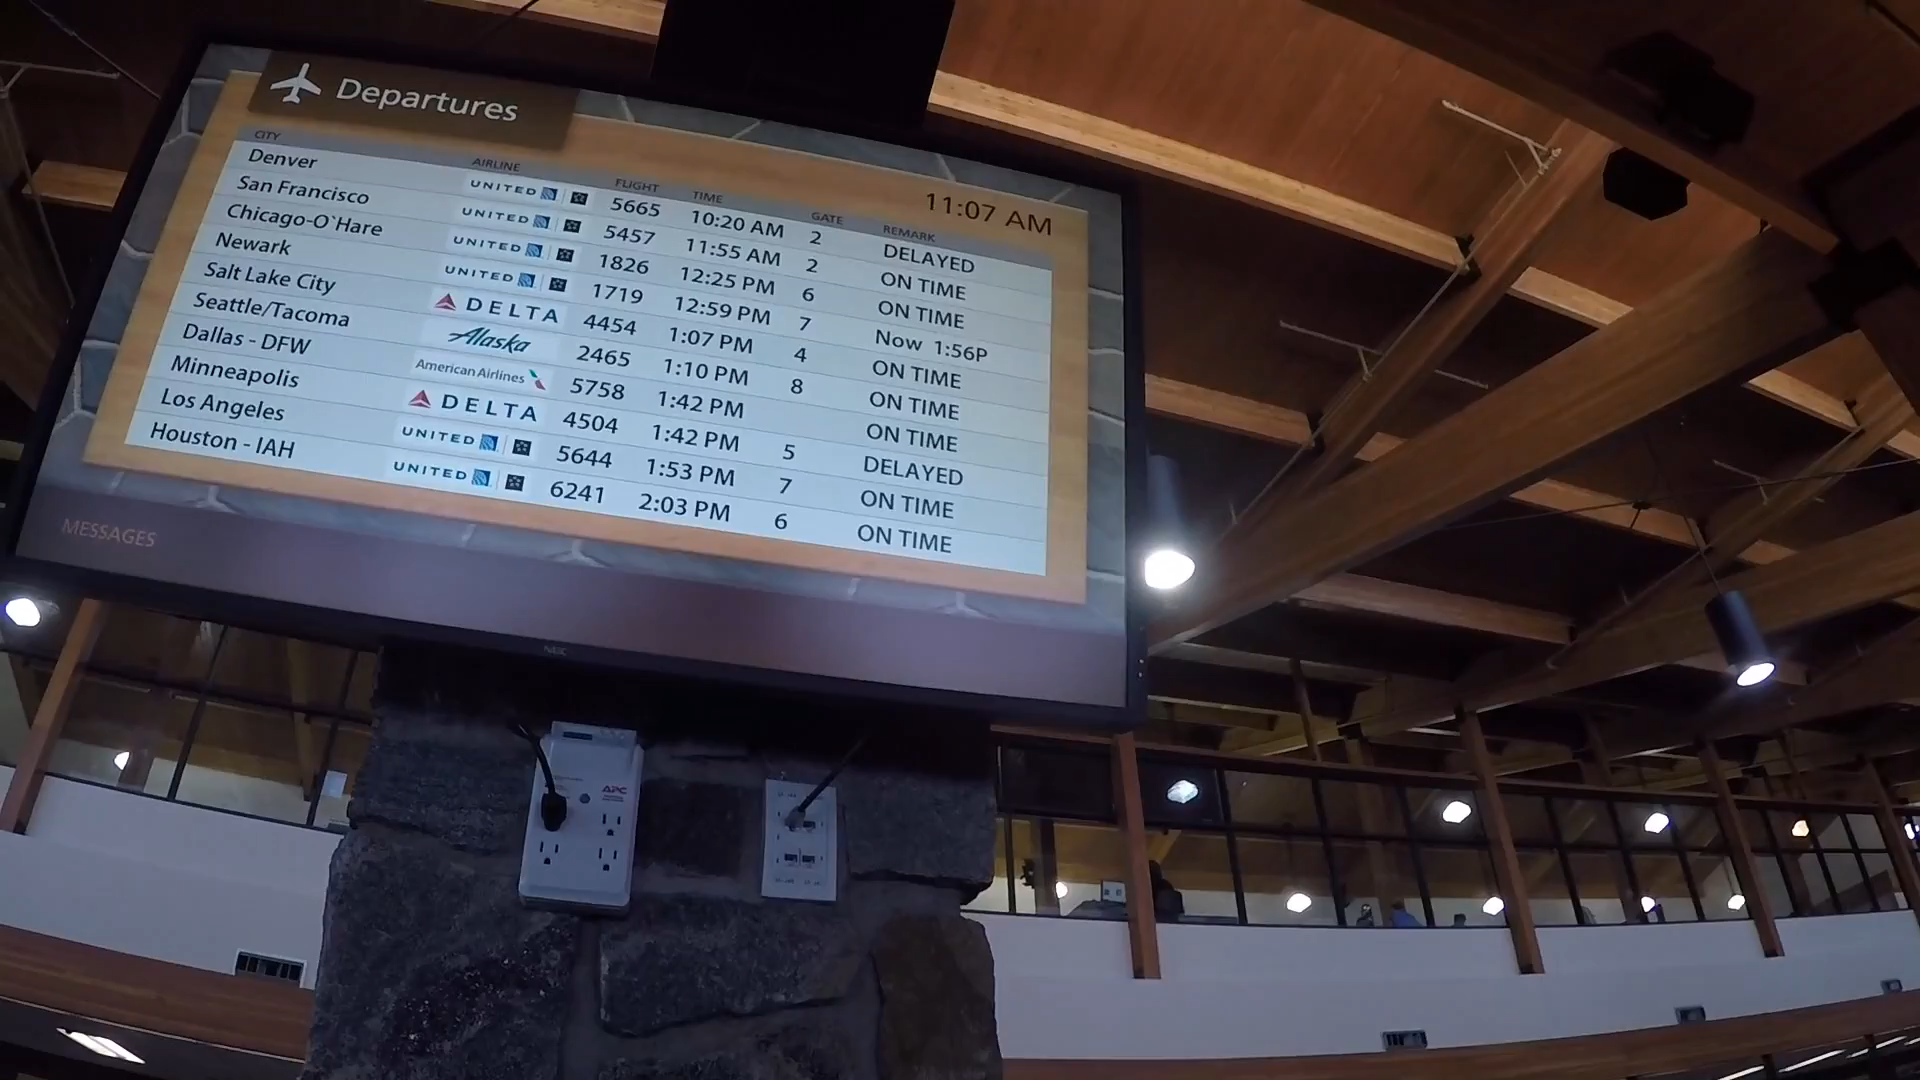 Departures
11:07 AM
CITY AIRLINE FLIGHT TIME GATE REMARK
Denver UNITED 5665 10:20 AM 2 DELAYED
San Francisco UNITED 5457 11:55 AM 2 ON TIME
Chicago-O`Hare UNITED 1826 12:25 PM 6 ON TIME
Newark UNITED 1719 12:59 PM 7 Now 1:56P
Salt Lake City DELTA 4454 1:07 PM 4 ON TIME
Seattle/Tacoma Alaska 2465 1:10 PM 8 ON TIME
Dallas - DFW American Airlines 5758 1:42 PM ON TIME
Minneapolis DELTA 4504 1:42 PM 5 DELAYED
Los Angeles UNITED 5644 1:53 PM 7 ON TIME
Houston - IAH UNITED 6241 2:03 PM 6 ON TIME
MESSAGES
NEC
APC